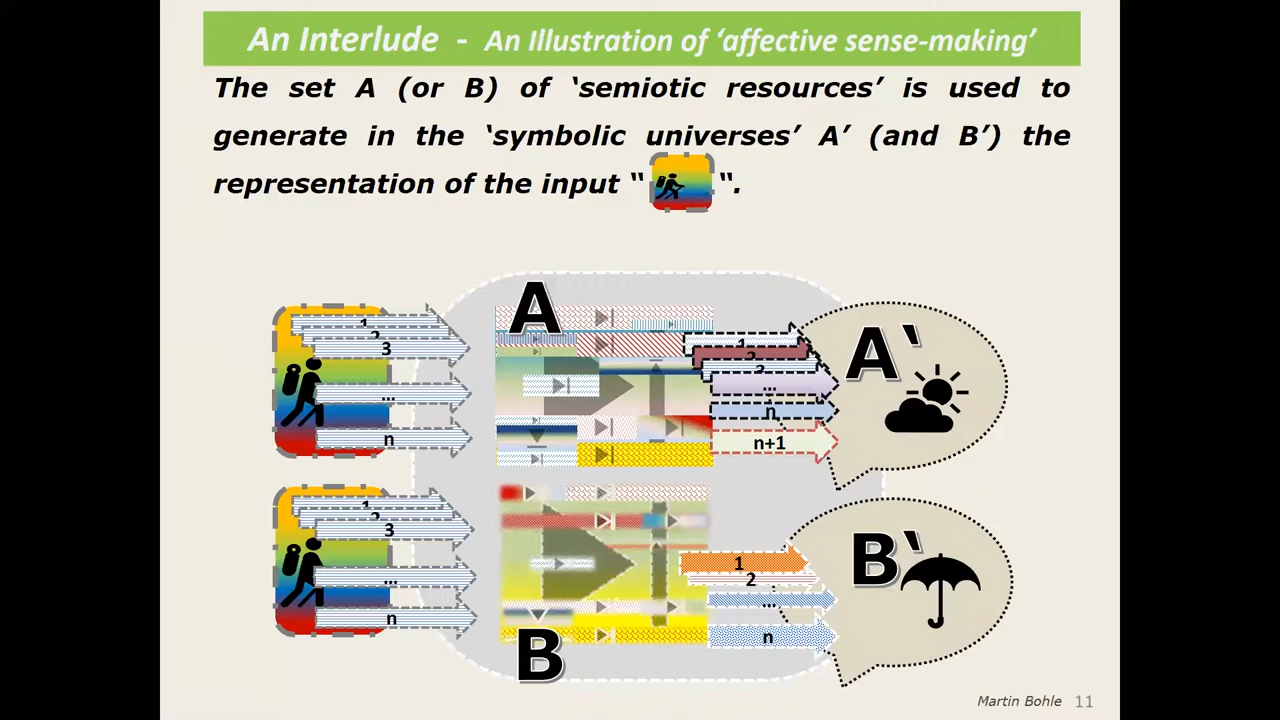 An Interlude - An Illustration of ‘affective sense-making’
The set A (or B) of ‘semiotic resources’ is used to
generate in the ‘symbolic universes’ A’ (and B’) the
representation of the input “ “.
A
1
2
3
...
n
1
2
3
...
n
n+1
A‘
1
2
3
...
n
1
2
...
n
B‘
B
Martin Bohle 11